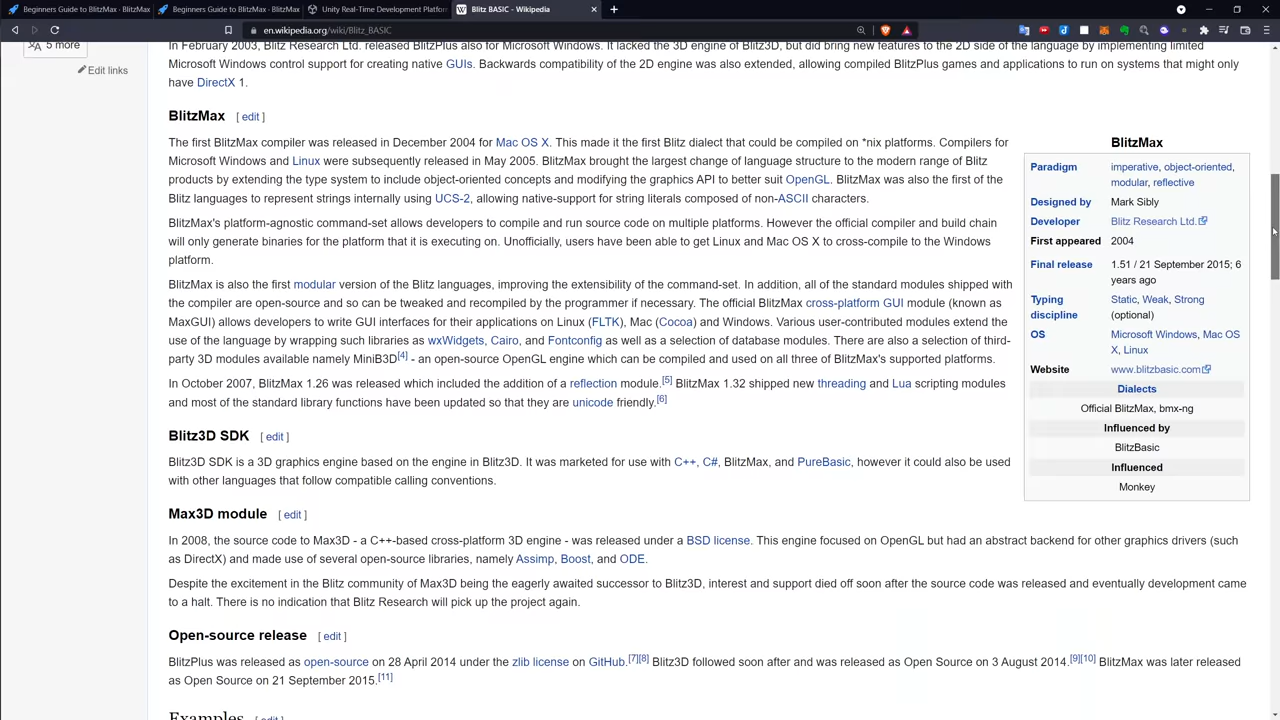 Beginners Guide to BlitzMax · BlitzMax
Beginners Guide to BlitzMax · BlitzMax
Unity Real-Time Development Platform
Blitz BASIC - Wikipedia
en.wikipedia.org/wiki/Blitz_BASIC
5 more
Edit links
In February 2003, Blitz Research Ltd. released BlitzPlus also for Microsoft Windows. It lacked the 3D engine of Blitz3D, but did bring new features to the 2D side of the language by implementing limited
Microsoft Windows control support for creating native GUIs. Backwards compatibility of the 2D engine was also extended, allowing compiled BlitzPlus games and applications to run on systems that might only
have DirectX 1.
BlitzMax [ edit ]
The first BlitzMax compiler was released in December 2004 for Mac OS X. This made it the first Blitz dialect that could be compiled on *nix platforms. Compilers for
Microsoft Windows and Linux were subsequently released in May 2005. BlitzMax brought the largest change of language structure to the modern range of Blitz
products by extending the type system to include object-oriented concepts and modifying the graphics API to better suit OpenGL. BlitzMax was also the first of the
Blitz languages to represent strings internally using UCS-2, allowing native-support for string literals composed of non-ASCII characters.
BlitzMax's platform-agnostic command-set allows developers to compile and run source code on multiple platforms. However the official compiler and build chain
will only generate binaries for the platform that it is executing on. Unofficially, users have been able to get Linux and Mac OS X to cross-compile to the Windows
platform.
BlitzMax is also the first modular version of the Blitz languages, improving the extensibility of the command-set. In addition, all of the standard modules shipped with
the compiler are open-source and so can be tweaked and recompiled by the programmer if necessary. The official BlitzMax cross-platform GUI module (known as
MaxGUI) allows developers to write GUI interfaces for their applications on Linux (FLTK), Mac (Cocoa) and Windows. Various user-contributed modules extend the
use of the language by wrapping such libraries as wxWidgets, Cairo, and Fontconfig as well as a selection of database modules. There are also a selection of third-
party 3D modules available namely MiniB3D[4] - an open-source OpenGL engine which can be compiled and used on all three of BlitzMax's supported platforms.
In October 2007, BlitzMax 1.26 was released which included the addition of a reflection module.[5] BlitzMax 1.32 shipped new threading and Lua scripting modules
and most of the standard library functions have been updated so that they are unicode friendly.[6]
BlitzMax
Paradigm imperative, object-oriented,
modular, reflective
Designed by Mark Sibly
Developer Blitz Research Ltd.
First appeared 2004
Final release 1.51 / 21 September 2015; 6
years ago
Typing Static, Weak, Strong
discipline (optional)
OS Microsoft Windows, Mac OS
X, Linux
Website www.blitzbasic.com
Dialects
Official BlitzMax, bmx-ng
Influenced by
BlitzBasic
Influenced
Monkey
Blitz3D SDK [ edit ]
Blitz3D SDK is a 3D graphics engine based on the engine in Blitz3D. It was marketed for use with C++, C#, BlitzMax, and PureBasic, however it could also be used
with other languages that follow compatible calling conventions.
Max3D module [ edit ]
In 2008, the source code to Max3D - a C++-based cross-platform 3D engine - was released under a BSD license. This engine focused on OpenGL but had an abstract backend for other graphics drivers (such
as DirectX) and made use of several open-source libraries, namely Assimp, Boost, and ODE.
Despite the excitement in the Blitz community of Max3D being the eagerly awaited successor to Blitz3D, interest and support died off soon after the source code was released and eventually development came
to a halt. There is no indication that Blitz Research will pick up the project again.
Open-source release [ edit ]
BlitzPlus was released as open-source on 28 April 2014 under the zlib license on GitHub.[7][8] Blitz3D followed soon after and was released as Open Source on 3 August 2014.[9][10] BlitzMax was later released
as Open Source on 21 September 2015.[11]
Examples [ edit ]